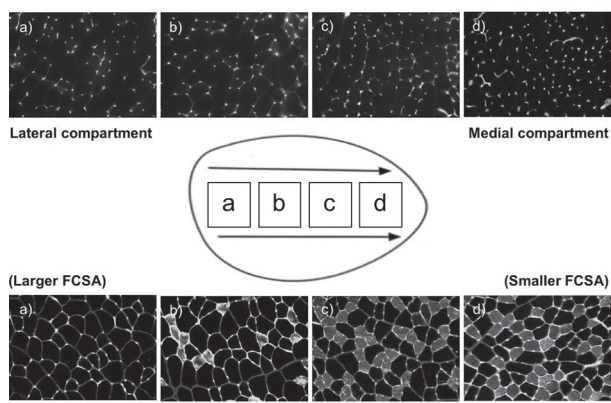 a)
b)
c)
d)
Lateral compartment
Medial compartment
a
b
c
d
(Larger FCSA)
(Smaller FCSA)
a)
b)
c)
d)